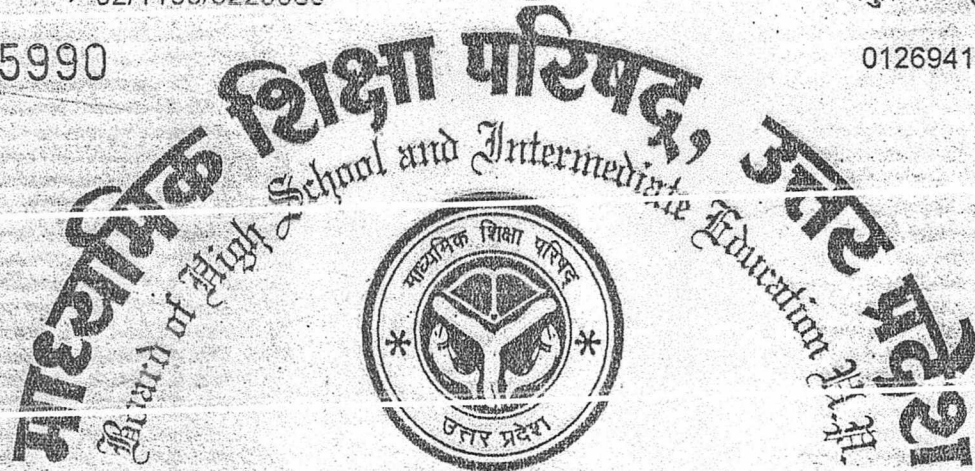 5990
0126941
माध्यमिक शिक्षा परिषद्, उत्तर प्रदेश
Board of High School and Intermediate Education U.P.
माध्यमिक शिक्षा परिषद
* *
उत्तर प्रदेश